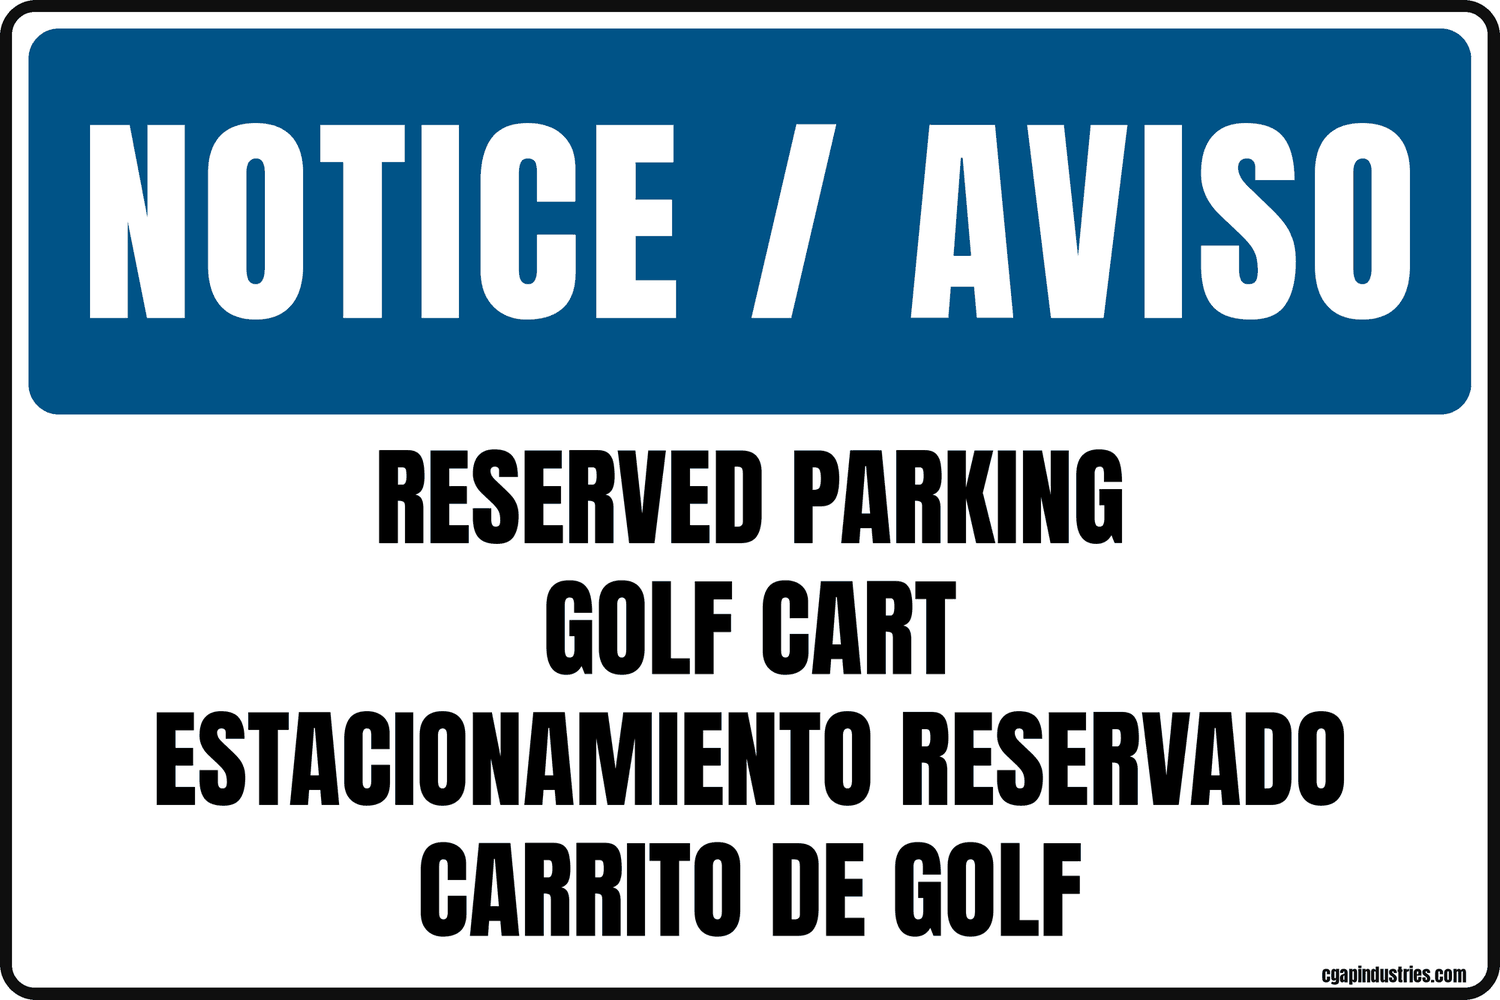 NOTICE / AVISO
RESERVED PARKING
GOLF CART
ESTACIONAMIENTO RESERVADO
CARRITO DE GOLF
cgapindustries.com